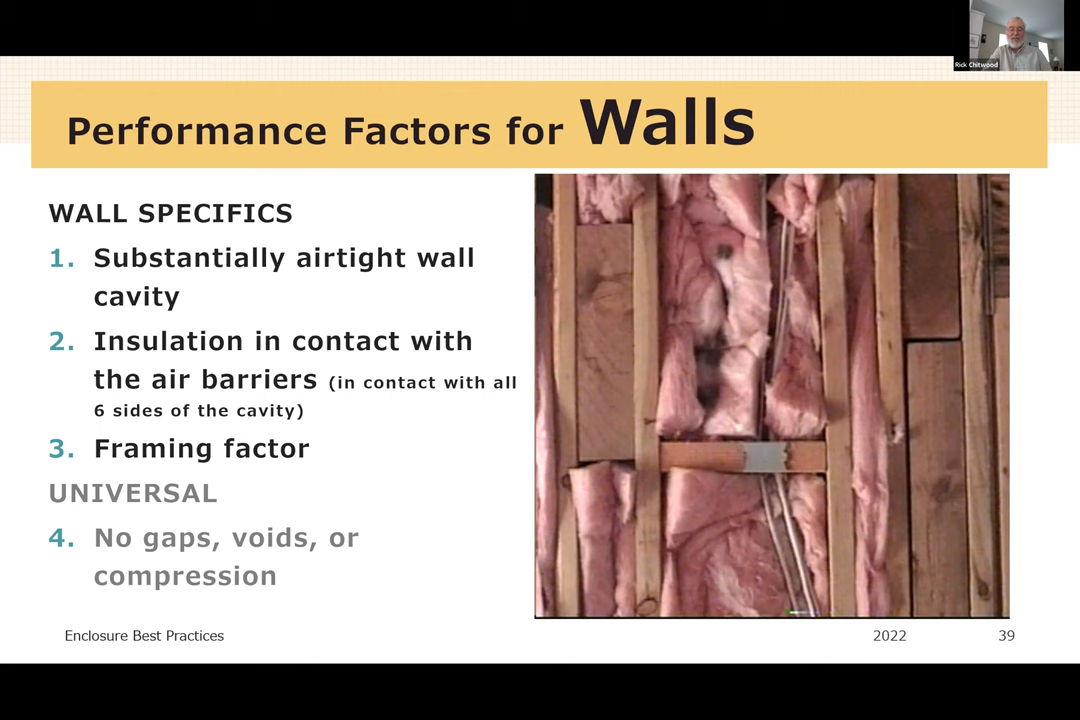 Rick Chitwood
Performance Factors for Walls
WALL SPECIFICS
1. Substantially airtight wall
cavity
2. Insulation in contact with
the air barriers (in contact with all
6 sides of the cavity)
3. Framing factor
UNIVERSAL
4. No gaps, voids, or
compression
Enclosure Best Practices 2022 39